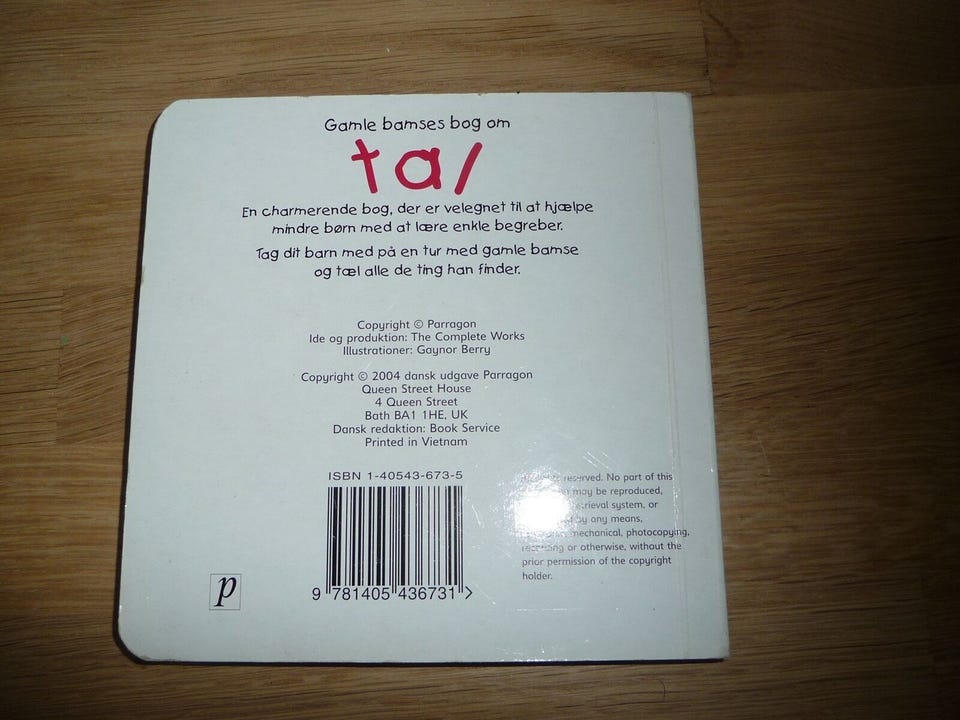 Gamle bamses bog om
tal
En charmerende bog, der er velegnet til at hjælpe
mindre børn med at lære enkle begreber.
Tag dit barn med på en tur med gamle bamse
og tæl alle de ting han finder.
Copyright © Parragon
Ide og produktion: The Complete Works
Illustrationer: Gaynor Berry
Copyright © 2004 dansk udgave Parragon
Queen Street House
4 Queen Street
Bath BA1 1HE, UK
Dansk redaktion: Book Service
Printed in Vietnam
ISBN 1-40543-673-5
9 781405 436731 >
p
reserved. No part of this
may be reproduced,
retrieval system, or
by any means,
mechanical, photocopying,
recording or otherwise, without the
prior permission of the copyright
holder.